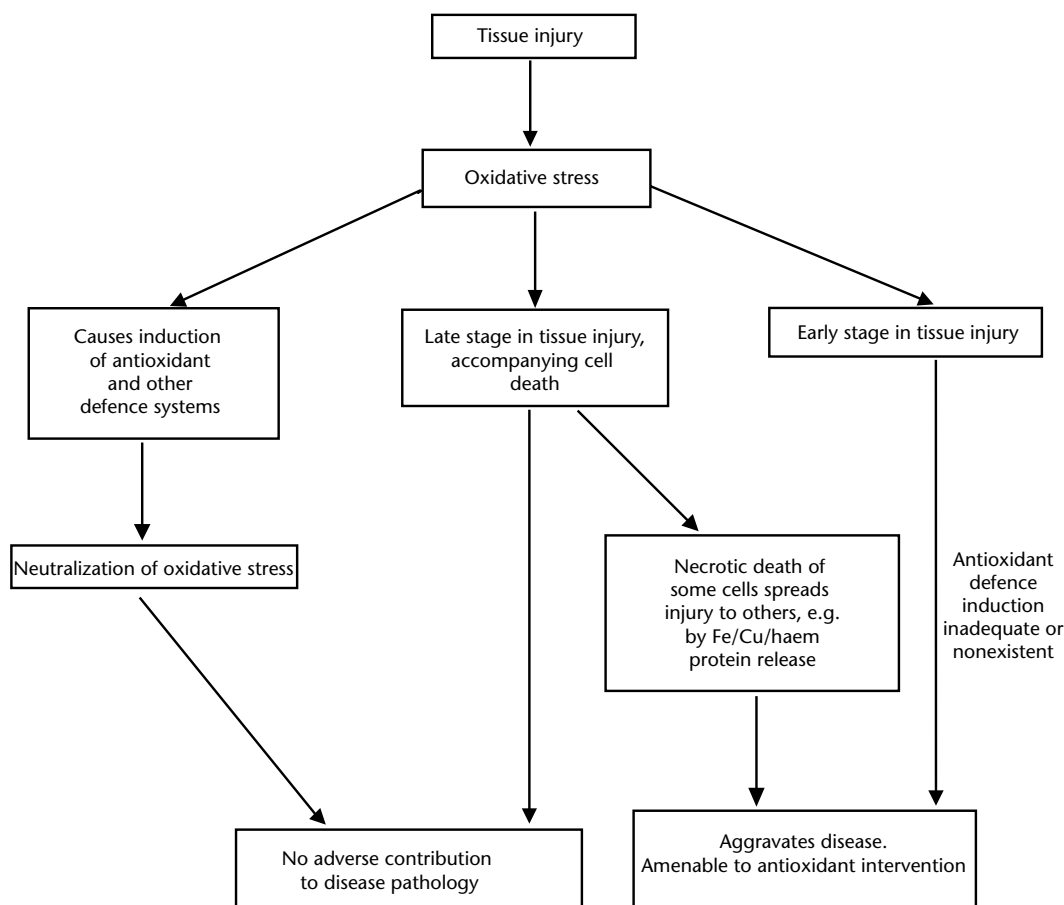 Tissue injury
Oxidative stress
Causes induction
of antioxidant
and other
defence systems
Late stage in tissue injury,
accompanying cell
death
Early stage in tissue injury
Neutralization of oxidative stress
Necrotic death of
some cells spreads
injury to others, e.g.
by Fe/Cu/haem
protein release
Antioxidant
defence
induction
inadequate or
nonexistent
No adverse contribution
to disease pathology
Aggravates disease.
Amenable to antioxidant intervention